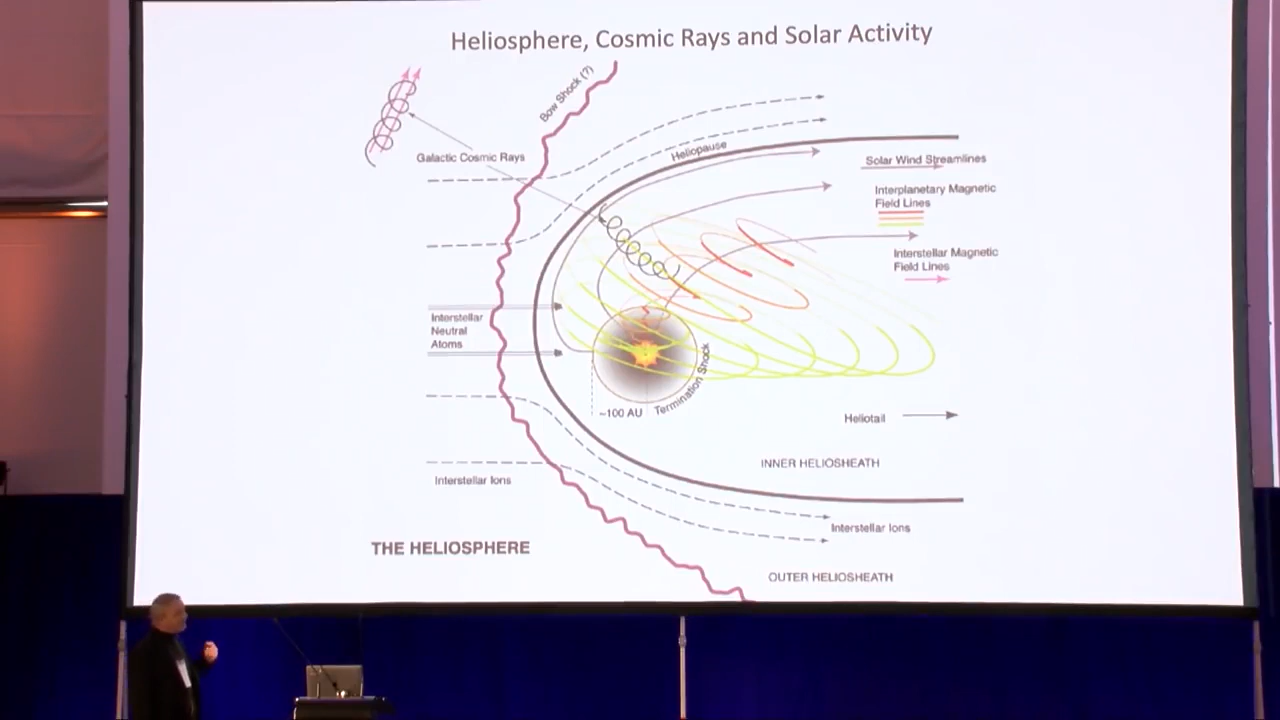 Heliosphere, Cosmic Rays and Solar Activity
Bow Shock (?)
Galactic Cosmic Rays
Heliopause
Solar Wind Streamlines
Interplanetary Magnetic
Field Lines
Interstellar Magnetic
Field Lines
Interstellar
Neutral
Atoms
Termination Shock
~100 AU
Heliotail
INNER HELIOSHEATH
Interstellar Ions
Interstellar Ions
THE HELIOSPHERE
OUTER HELIOSHEATH